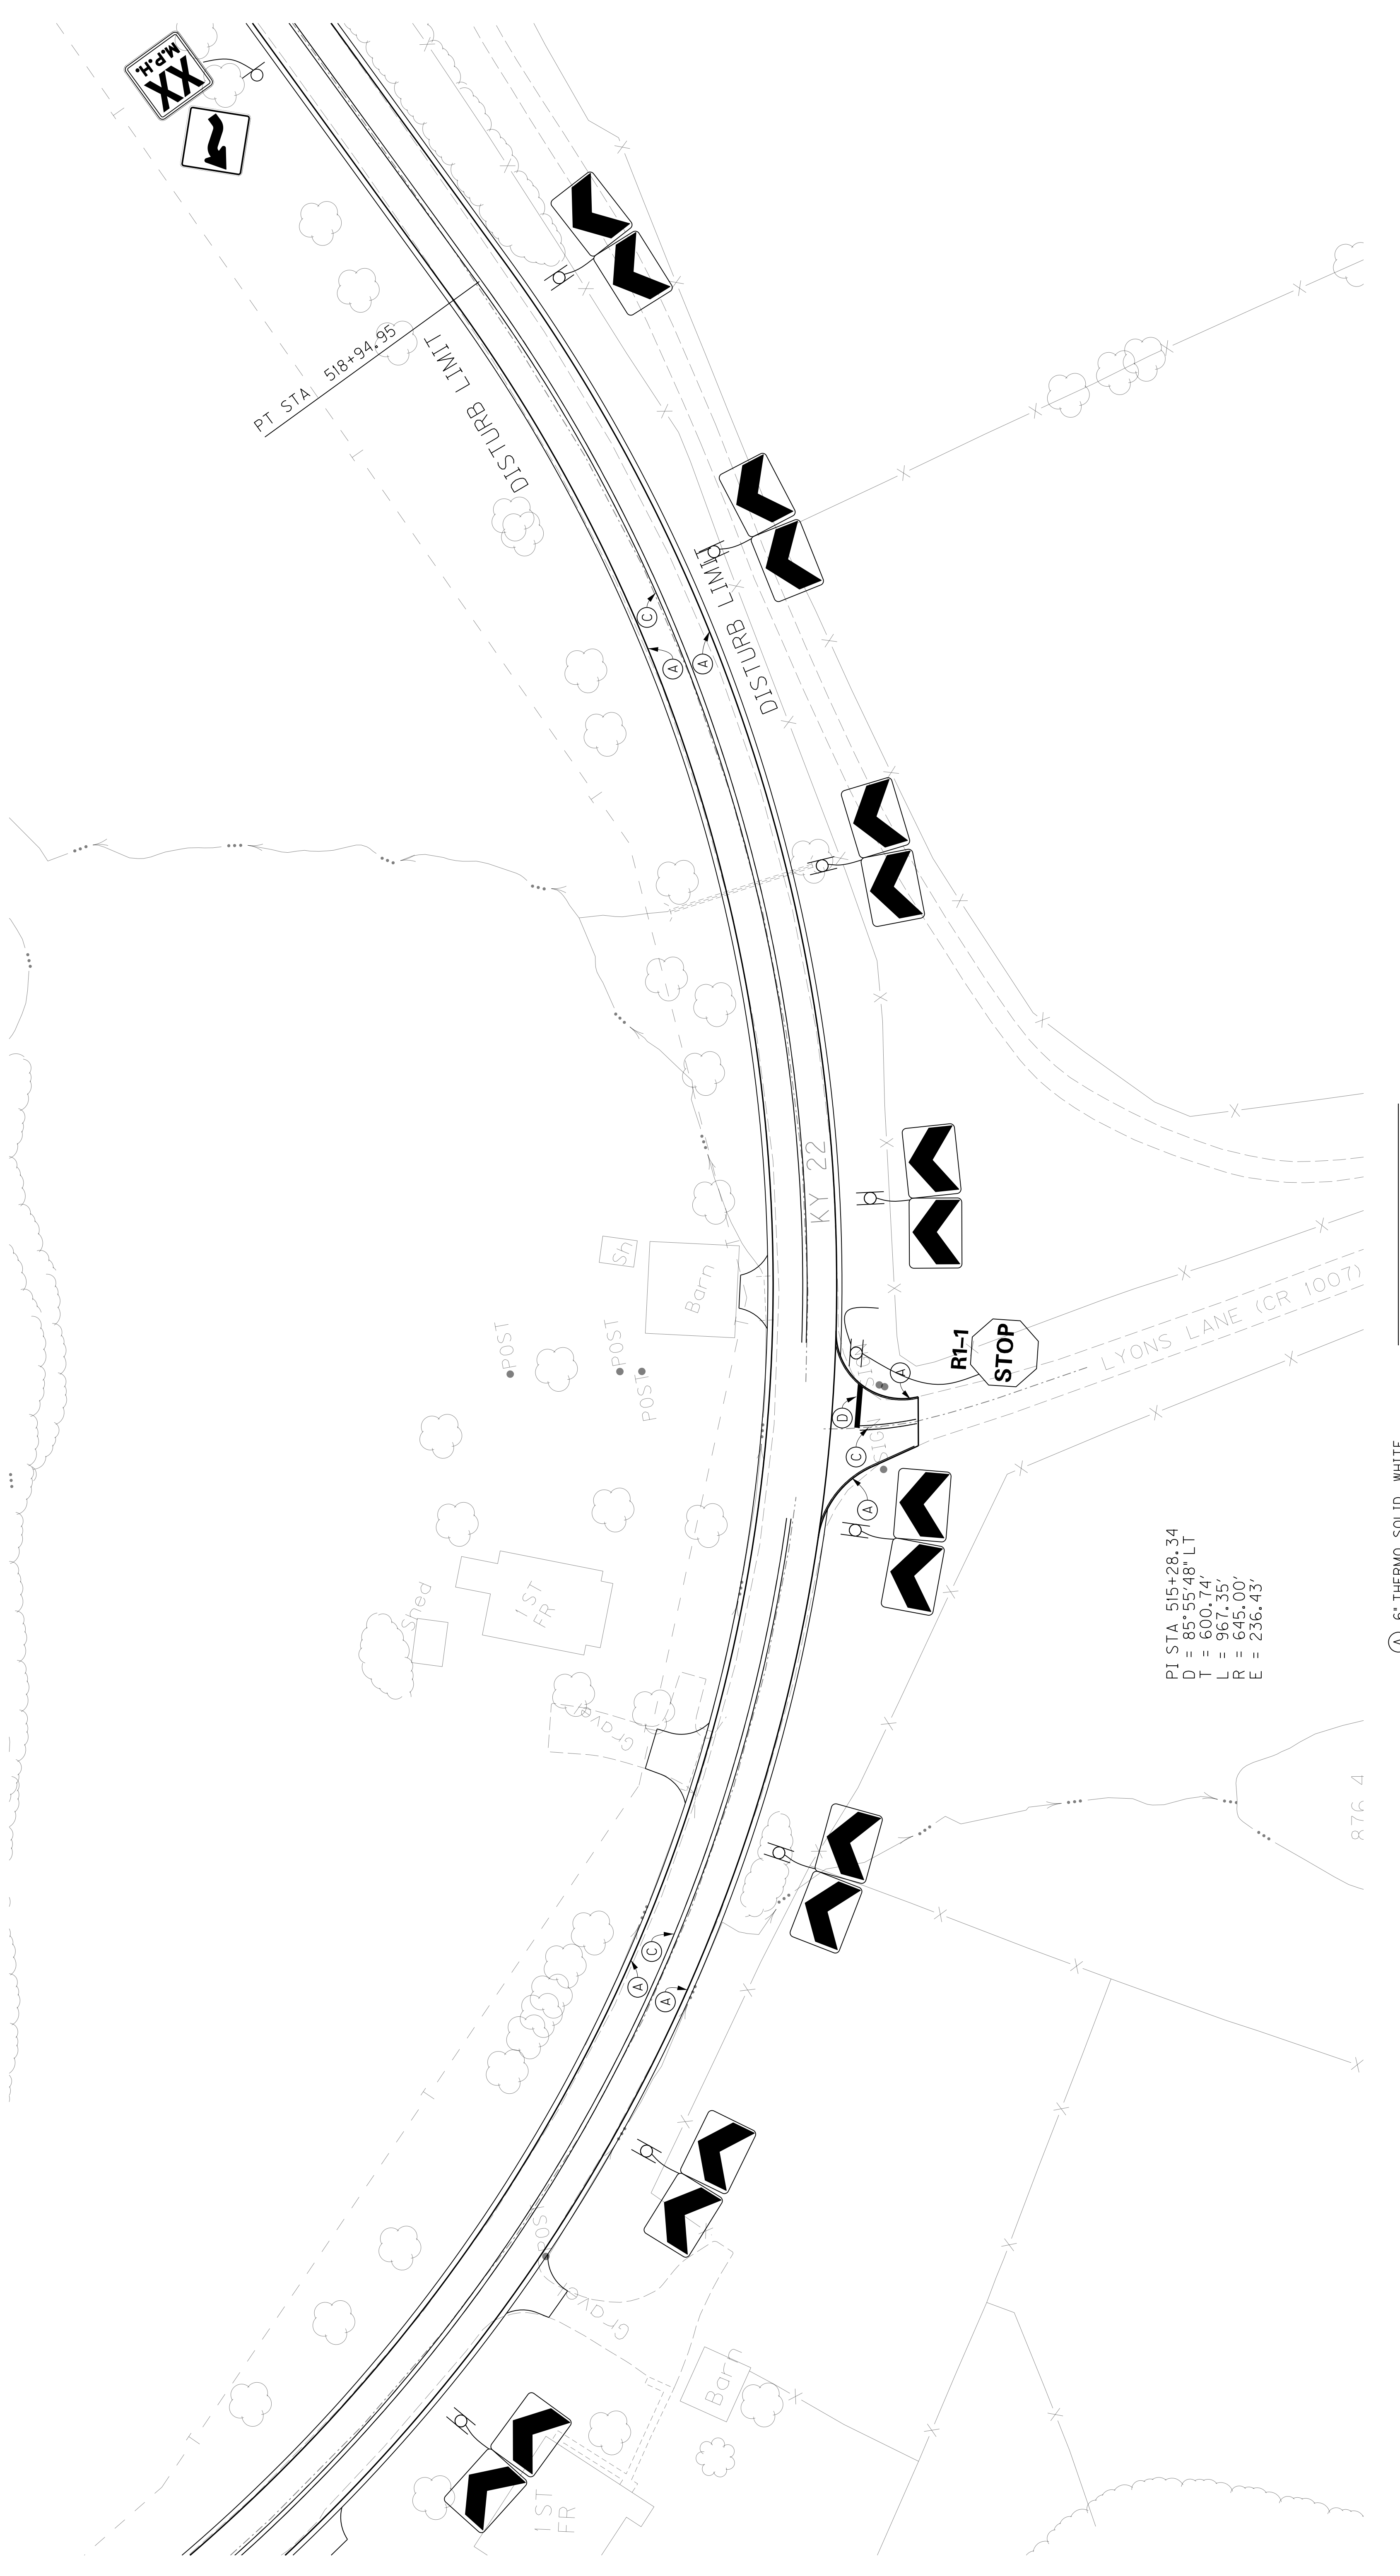 XX
M.P.H.
PT STA 518+94.95
DISTURB LIMIT
DISTURB LIMIT
C
A
A
KY 22
Sh
Barn
POST
POST
POST
R1-1
STOP
LYONS LANE (CR 1007)
A
D
C
SIGN
A
Shed
1 ST
FR
Gravel
PI STA 515+28.34
D = 85°55'48" LT
T = 600.74'
L = 967.35'
R = 645.00'
E = 236.43'
A 6" THERMO SOLID WHITE
876.4
C
A
A
POST
Gravel
Barn
1 ST
FR